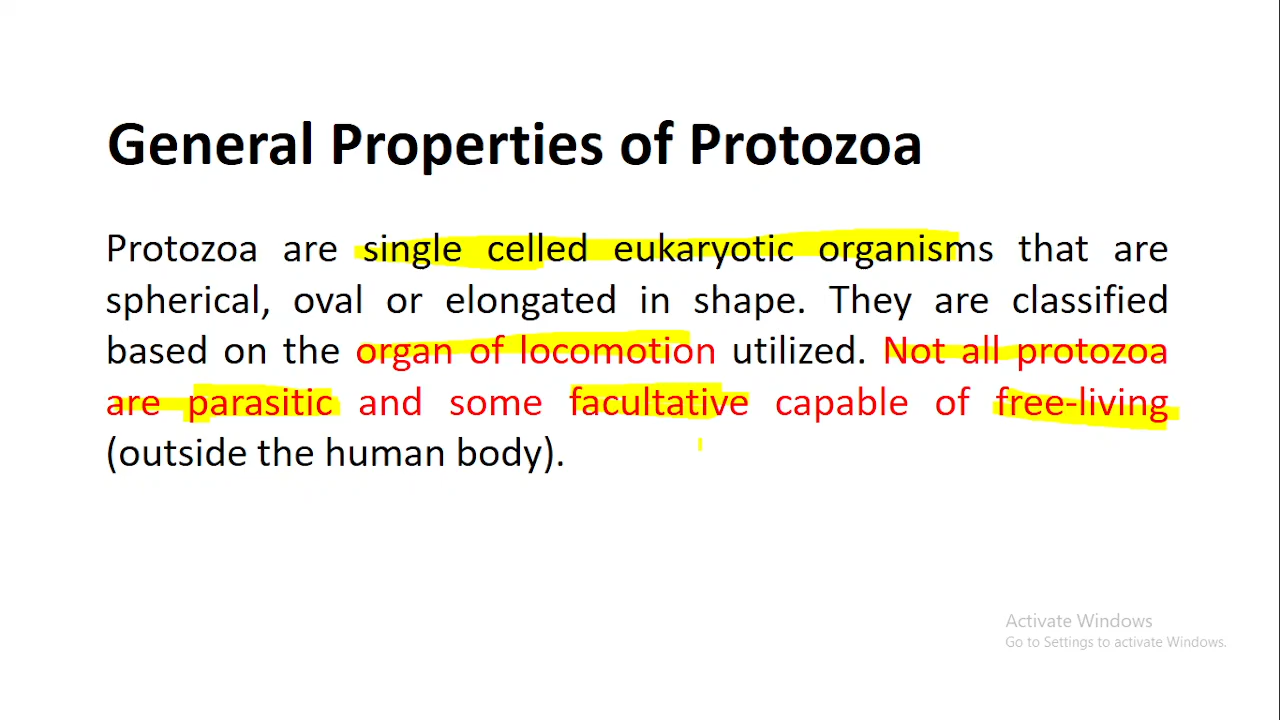 General Properties of Protozoa
Protozoa are single celled eukaryotic organisms that are
spherical, oval or elongated in shape. They are classified
based on the organ of locomotion utilized. Not all protozoa
are parasitic and some facultative capable of free-living
(outside the human body).
Activate Windows
Go to Settings to activate Windows.